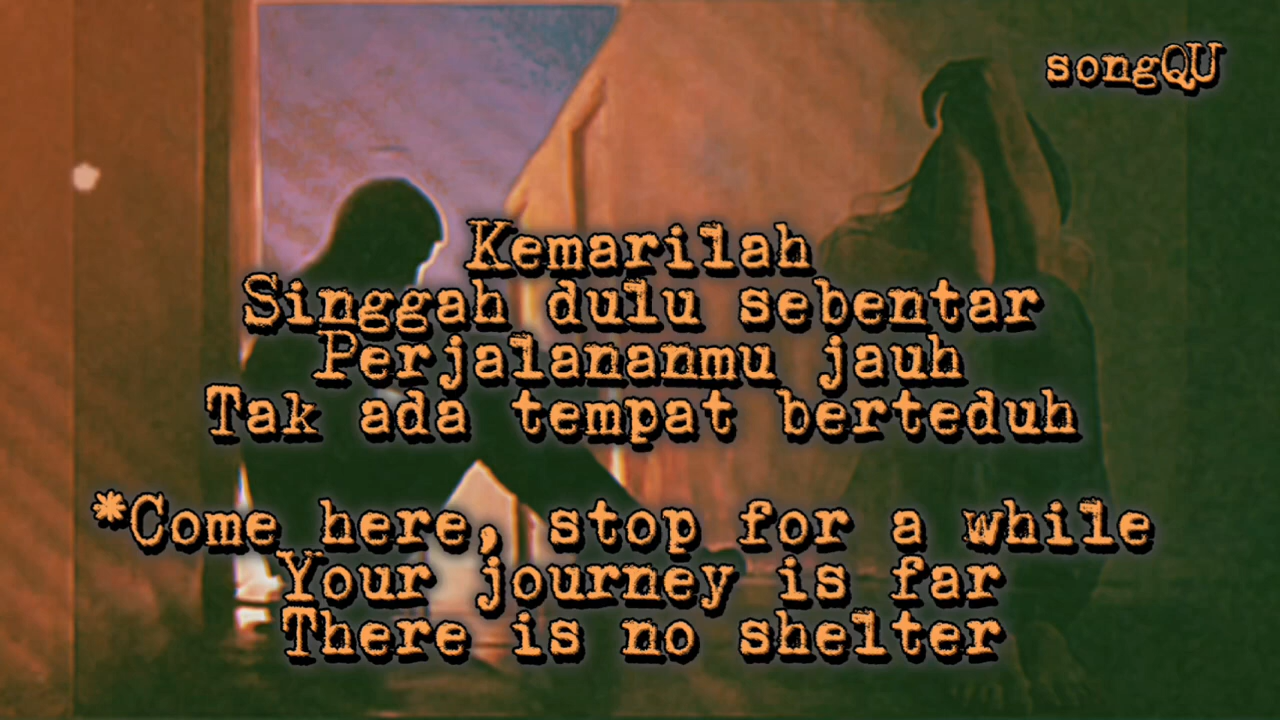 songQU
Kemarilah
Singgah dulu sebentar
Perjalananmu jauh
Tak ada tempat berteduh
*Come here, stop for a while
Your journey is far
There is no shelter